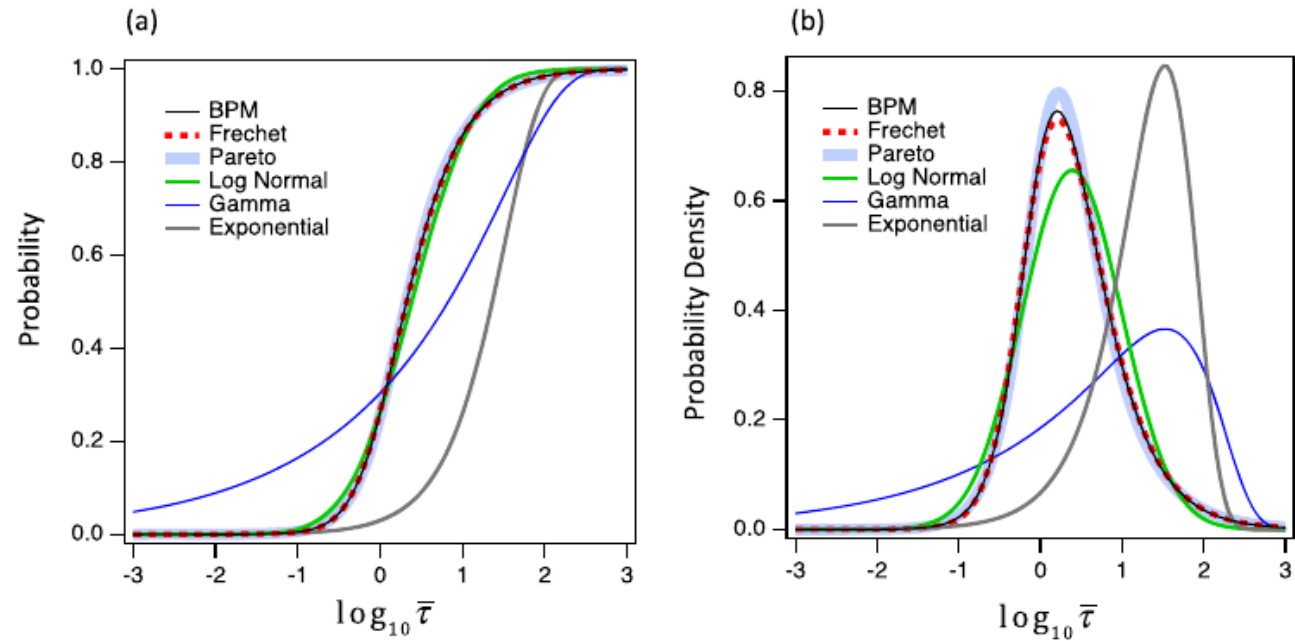 (a)
1.0
0.8
0.6
0.4
0.2
0.0
Probability
BPM
Frechet
Pareto
Log Normal
Gamma
Exponential
-3
-2
-1
0
1
2
3
log₁₀ τ̅
(b)
0.8
0.6
0.4
0.2
0.0
Probability Density
BPM
Frechet
Pareto
Log Normal
Gamma
Exponential
-3
-2
-1
0
1
2
3
log₁₀ τ̅